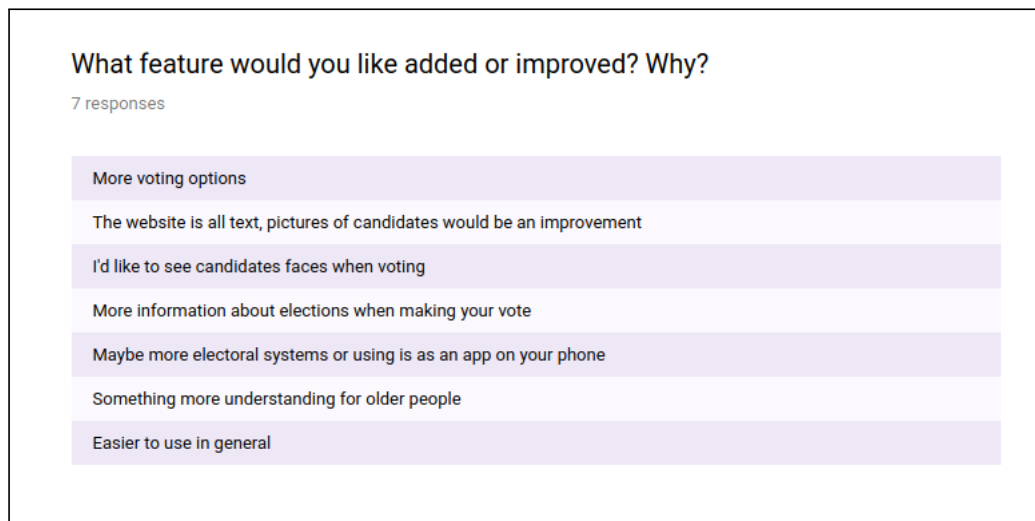 What feature would you like added or improved? Why?
7 responses
More voting options
The website is all text, pictures of candidates would be an improvement
I'd like to see candidates faces when voting
More information about elections when making your vote
Maybe more electoral systems or using is as an app on your phone
Something more understanding for older people
Easier to use in general